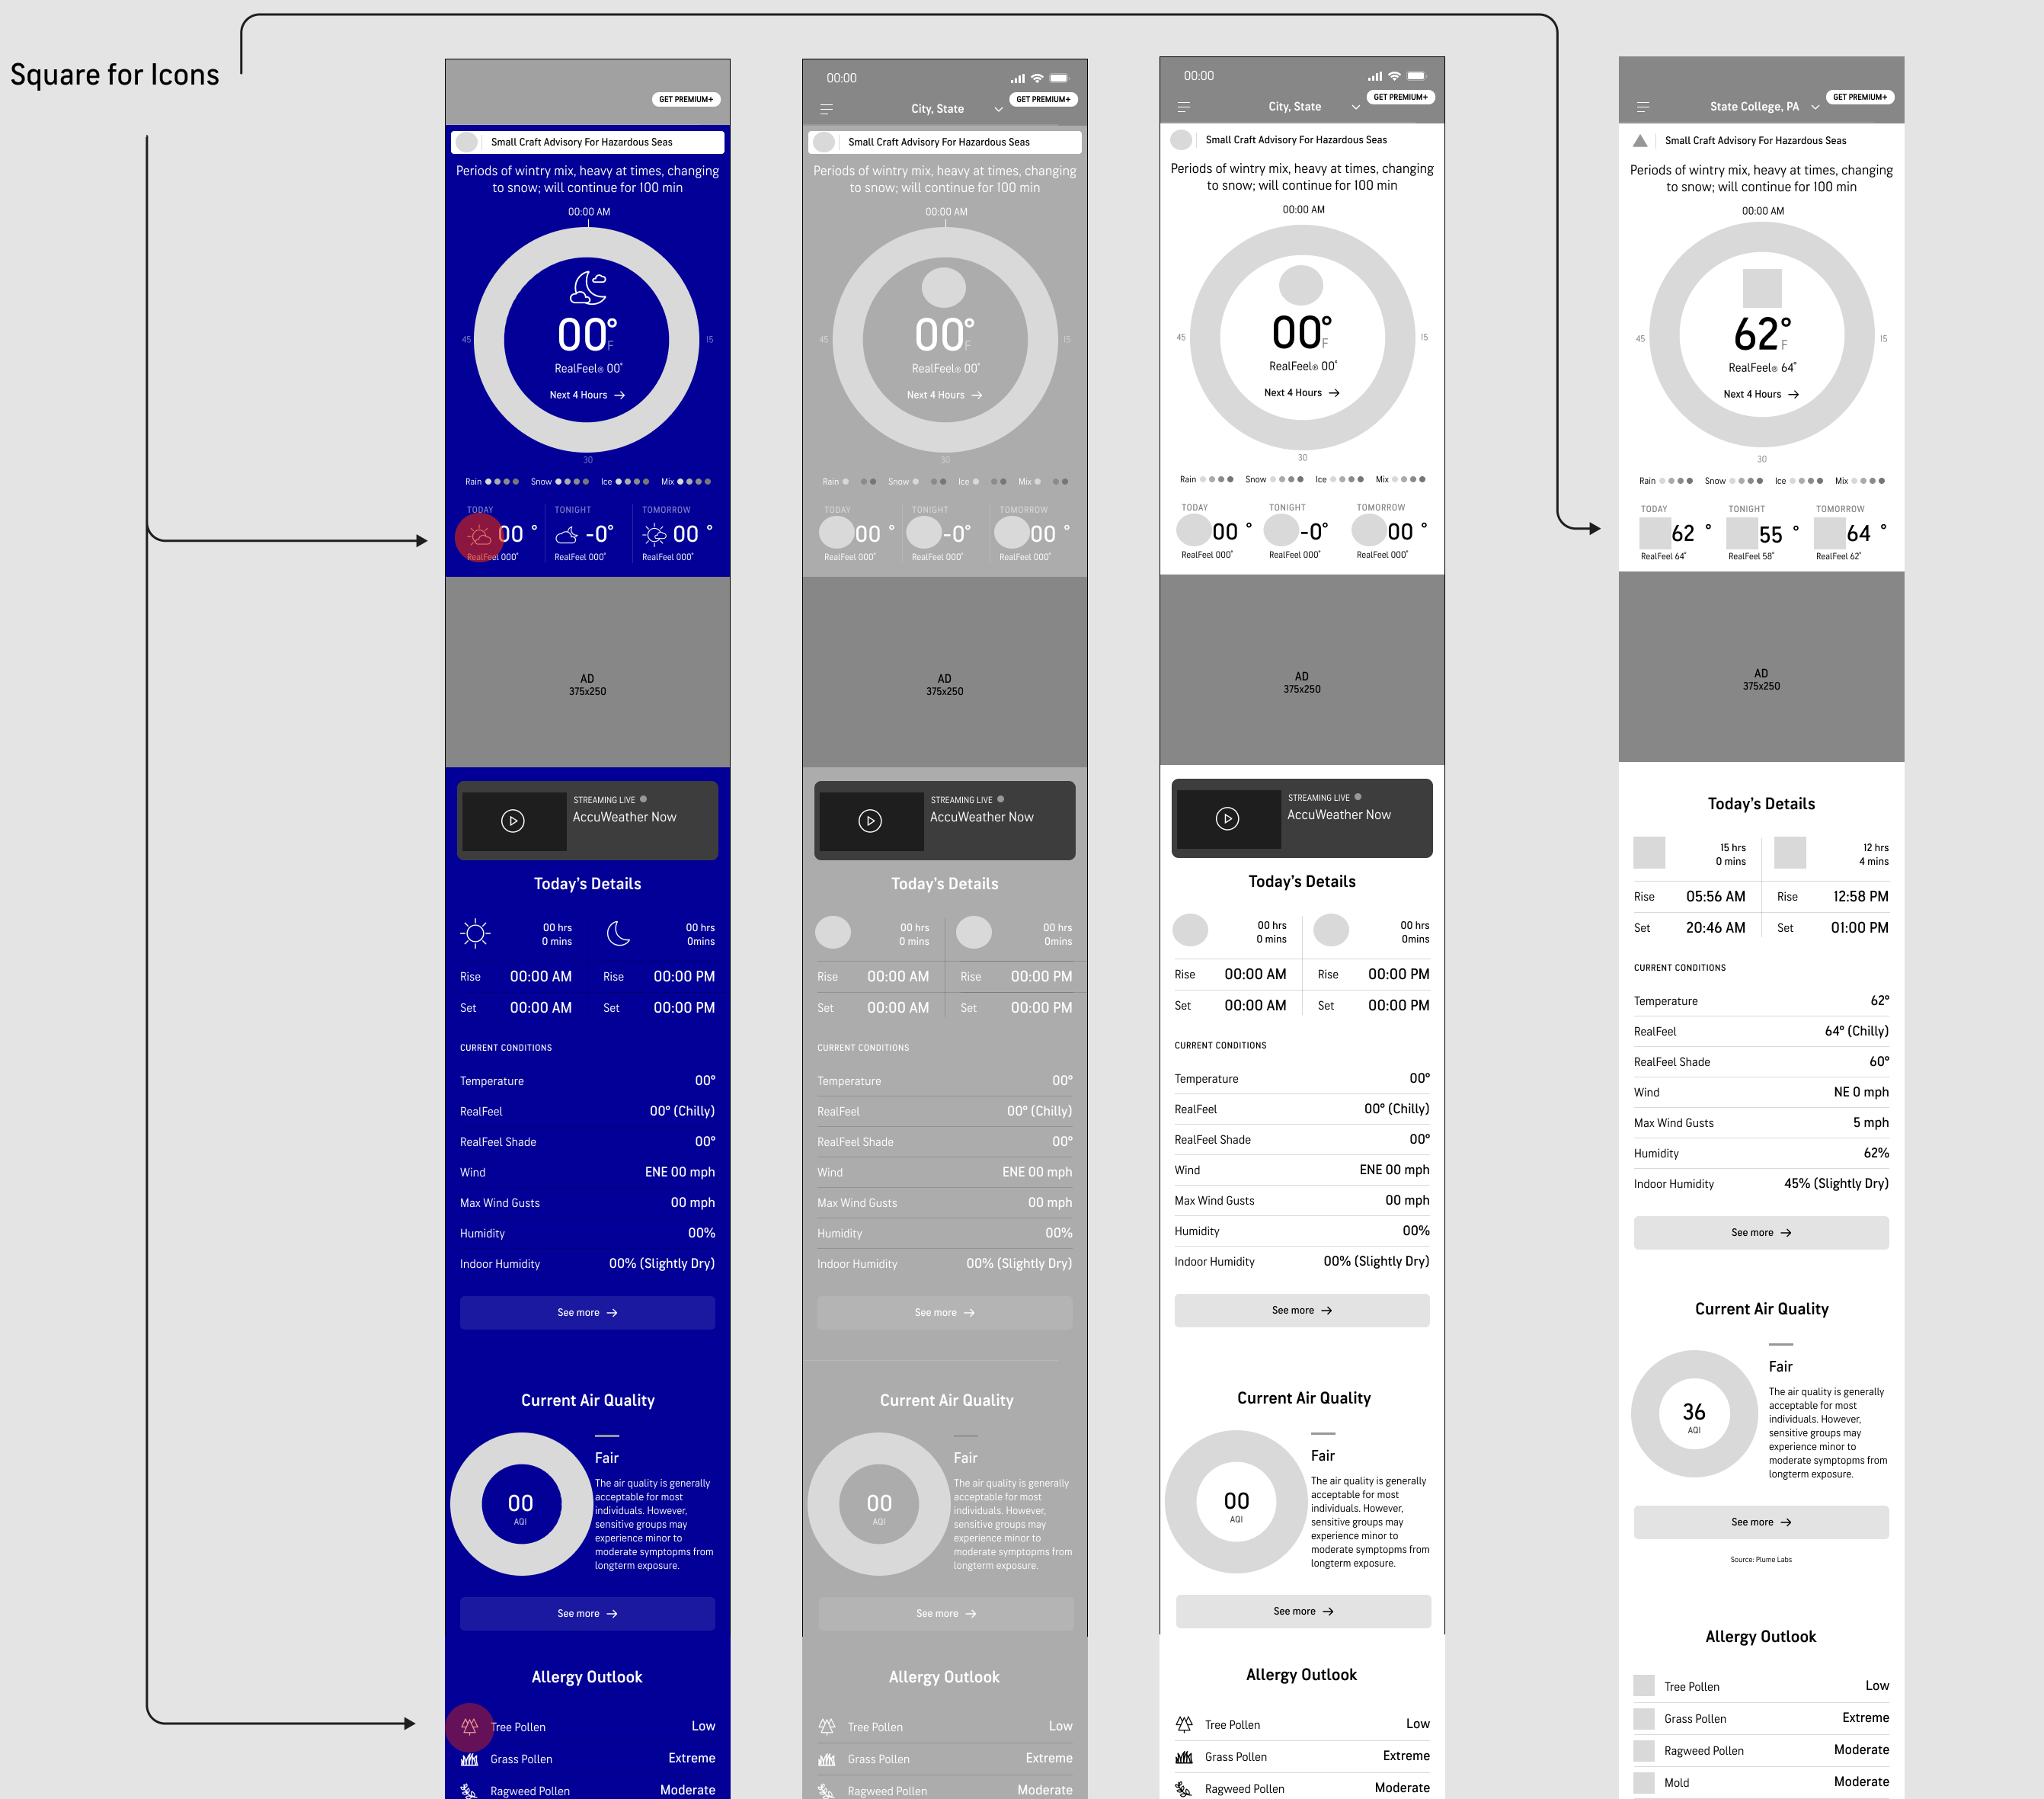 Square for Icons
GET PREMIUM+
Small Craft Advisory For Hazardous Seas
Periods of wintry mix, heavy at times, changing
to snow; will continue for 100 min
00:00 AM
45
15
00°
F
RealFeel® 00°
Next 4 Hours →
30
Rain Snow Ice Mix
TODAY TONIGHT TOMORROW
00 ° -0° 00 °
RealFeel 000° RealFeel 000° RealFeel 000°
AD
375x250
STREAMING LIVE
AccuWeather Now
Today's Details
00 hrs 00 hrs
0 mins 0mins
Rise 00:00 AM Rise 00:00 PM
Set 00:00 AM Set 00:00 PM
CURRENT CONDITIONS
Temperature 00°
RealFeel 00° (Chilly)
RealFeel Shade 00°
Wind ENE 00 mph
Max Wind Gusts 00 mph
Humidity 00%
Indoor Humidity 00% (Slightly Dry)
See more →
Current Air Quality
00
AQI
Fair
The air quality is generally
acceptable for most
individuals. However,
sensitive groups may
experience minor to
moderate symptopms from
longterm exposure.
See more →
Allergy Outlook
Tree Pollen Low
Grass Pollen Extreme
Ragweed Pollen Moderate
00:00
City, State
GET PREMIUM+
Small Craft Advisory For Hazardous Seas
Periods of wintry mix, heavy at times, changing
to snow; will continue for 100 min
00:00 AM
45
15
00°
F
RealFeel® 00°
Next 4 Hours →
30
Rain Snow Ice Mix
TODAY TONIGHT TOMORROW
00 ° -0° 00 °
RealFeel 000° RealFeel 000° RealFeel 000°
AD
375x250
STREAMING LIVE
AccuWeather Now
Today's Details
00 hrs 00 hrs
0 mins 0mins
Rise 00:00 AM Rise 00:00 PM
Set 00:00 AM Set 00:00 PM
CURRENT CONDITIONS
Temperature 00°
RealFeel 00° (Chilly)
RealFeel Shade 00°
Wind ENE 00 mph
Max Wind Gusts 00 mph
Humidity 00%
Indoor Humidity 00% (Slightly Dry)
See more →
Current Air Quality
00
AQI
Fair
The air quality is generally
acceptable for most
individuals. However,
sensitive groups may
experience minor to
moderate symptopms from
longterm exposure.
See more →
Allergy Outlook
Tree Pollen Low
Grass Pollen Extreme
Ragweed Pollen Moderate
00:00
City, State
GET PREMIUM+
Small Craft Advisory For Hazardous Seas
Periods of wintry mix, heavy at times, changing
to snow; will continue for 100 min
00:00 AM
45
15
00°
F
RealFeel® 00°
Next 4 Hours →
30
Rain Snow Ice Mix
TODAY TONIGHT TOMORROW
00 ° -0° 00 °
RealFeel 000° RealFeel 000° RealFeel 000°
AD
375x250
STREAMING LIVE
AccuWeather Now
Today's Details
00 hrs 00 hrs
0 mins 0mins
Rise 00:00 AM Rise 00:00 PM
Set 00:00 AM Set 00:00 PM
CURRENT CONDITIONS
Temperature 00°
RealFeel 00° (Chilly)
RealFeel Shade 00°
Wind ENE 00 mph
Max Wind Gusts 00 mph
Humidity 00%
Indoor Humidity 00% (Slightly Dry)
See more →
Current Air Quality
00
AQI
Fair
The air quality is generally
acceptable for most
individuals. However,
sensitive groups may
experience minor to
moderate symptopms from
longterm exposure.
See more →
Allergy Outlook
Tree Pollen Low
Grass Pollen Extreme
Ragweed Pollen Moderate
State College, PA
GET PREMIUM+
Small Craft Advisory For Hazardous Seas
Periods of wintry mix, heavy at times, changing
to snow; will continue for 100 min
00:00 AM
45
15
62°
F
RealFeel® 64°
Next 4 Hours →
30
Rain Snow Ice Mix
TODAY TONIGHT TOMORROW
62 ° 55 ° 64 °
RealFeel 64° RealFeel 58° RealFeel 62°
AD
375x250
Today's Details
15 hrs 12 hrs
0 mins 4 mins
Rise 05:56 AM Rise 12:58 PM
Set 20:46 AM Set 01:00 PM
CURRENT CONDITIONS
Temperature 62°
RealFeel 64° (Chilly)
RealFeel Shade 60°
Wind NE 0 mph
Max Wind Gusts 5 mph
Humidity 62%
Indoor Humidity 45% (Slightly Dry)
See more →
Current Air Quality
36
AQI
Fair
The air quality is generally
acceptable for most
individuals. However,
sensitive groups may
experience minor to
moderate symptopms from
longterm exposure.
See more →
Source: Plume Labs
Allergy Outlook
Tree Pollen Low
Grass Pollen Extreme
Ragweed Pollen Moderate
Mold Moderate